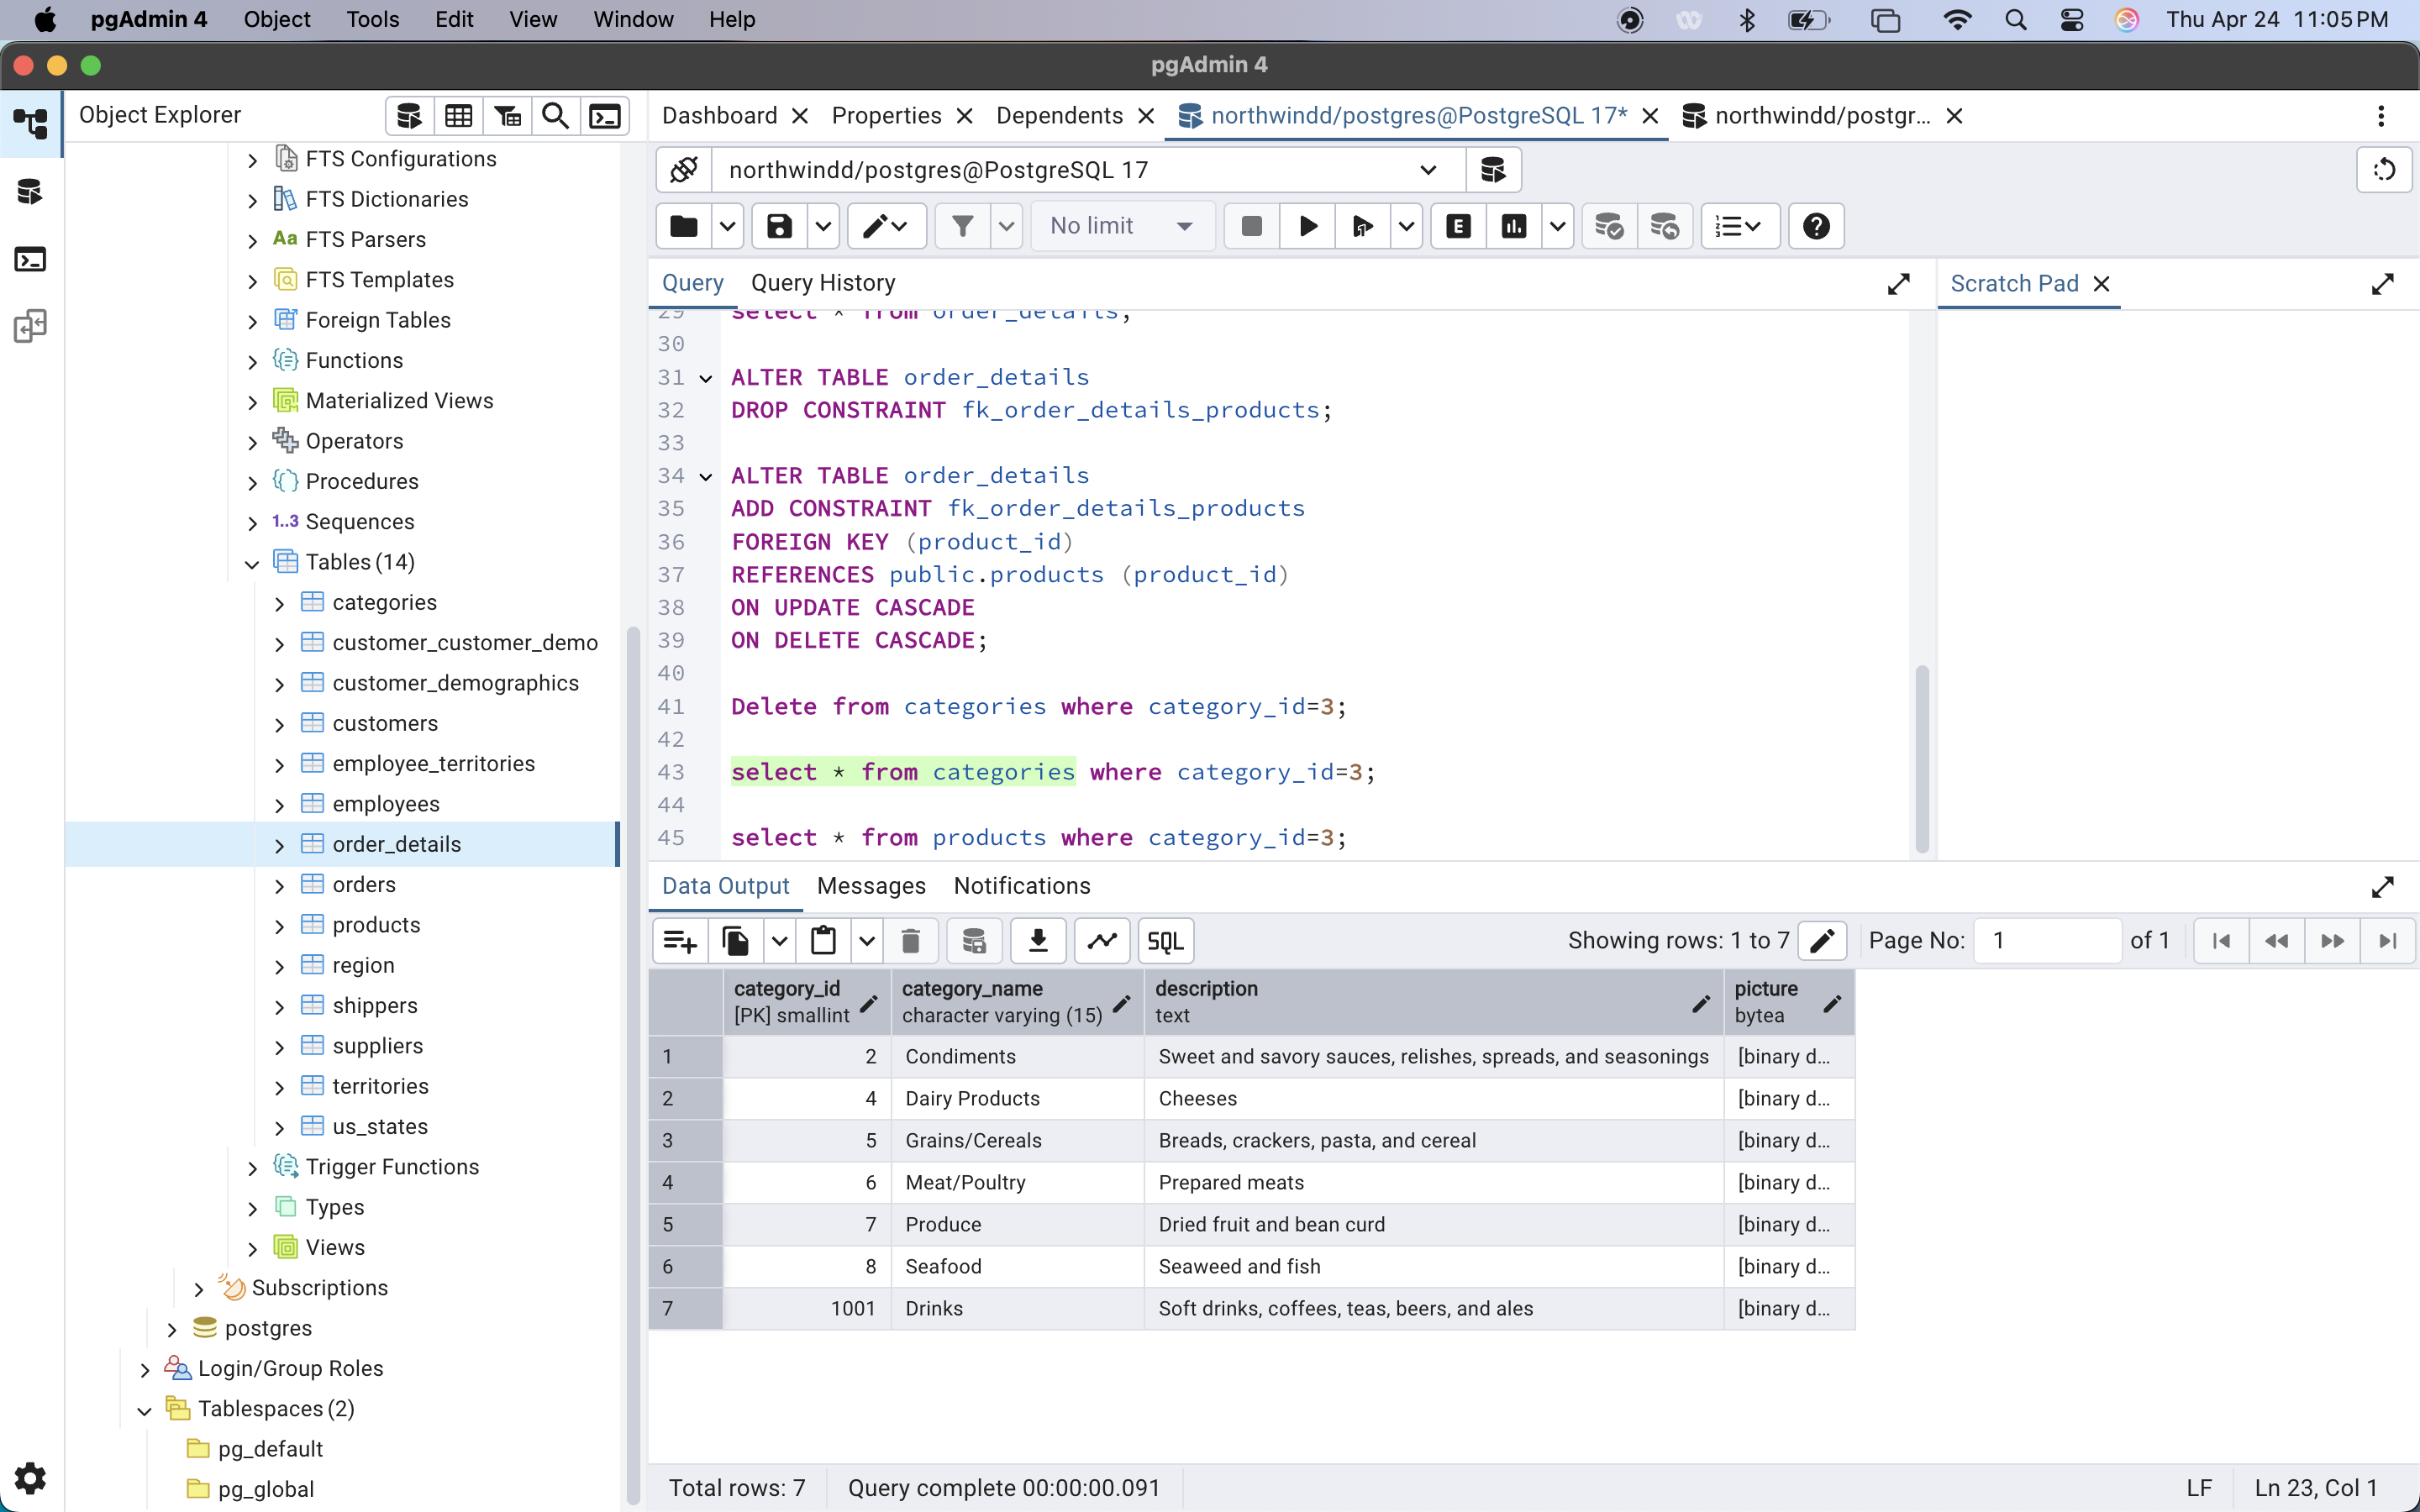 pgAdmin 4 Object Tools Edit View Window Help Thu Apr 24 11:05 PM
pgAdmin 4
Object Explorer
FTS Configurations
FTS Dictionaries
Aa FTS Parsers
FTS Templates
Foreign Tables
Functions
Materialized Views
Operators
Procedures
1..3 Sequences
Tables (14)
categories
customer_customer_demo
customer_demographics
customers
employee_territories
employees
order_details
orders
products
region
shippers
suppliers
territories
us_states
Trigger Functions
Types
Views
Subscriptions
postgres
Login/Group Roles
Tablespaces (2)
pg_default
pg_global
Dashboard Properties Dependents northwindd/postgres@PostgreSQL 17* northwindd/postgr...
northwindd/postgres@PostgreSQL 17
No limit E
Query Query History Scratch Pad
29 select * from order_details;
30
31 ALTER TABLE order_details
32 DROP CONSTRAINT fk_order_details_products;
33
34 ALTER TABLE order_details
35 ADD CONSTRAINT fk_order_details_products
36 FOREIGN KEY (product_id)
37 REFERENCES public.products (product_id)
38 ON UPDATE CASCADE
39 ON DELETE CASCADE;
40
41 Delete from categories where category_id=3;
42
43 select * from categories where category_id=3;
44
45 select * from products where category_id=3;
Data Output Messages Notifications
SQL Showing rows: 1 to 7 Page No: 1 of 1
category_id category_name description picture
[PK] smallint character varying (15) text bytea
1 2 Condiments Sweet and savory sauces, relishes, spreads, and seasonings [binary d...
2 4 Dairy Products Cheeses [binary d...
3 5 Grains/Cereals Breads, crackers, pasta, and cereal [binary d...
4 6 Meat/Poultry Prepared meats [binary d...
5 7 Produce Dried fruit and bean curd [binary d...
6 8 Seafood Seaweed and fish [binary d...
7 1001 Drinks Soft drinks, coffees, teas, beers, and ales [binary d...
Total rows: 7 Query complete 00:00:00.091 LF Ln 23, Col 1